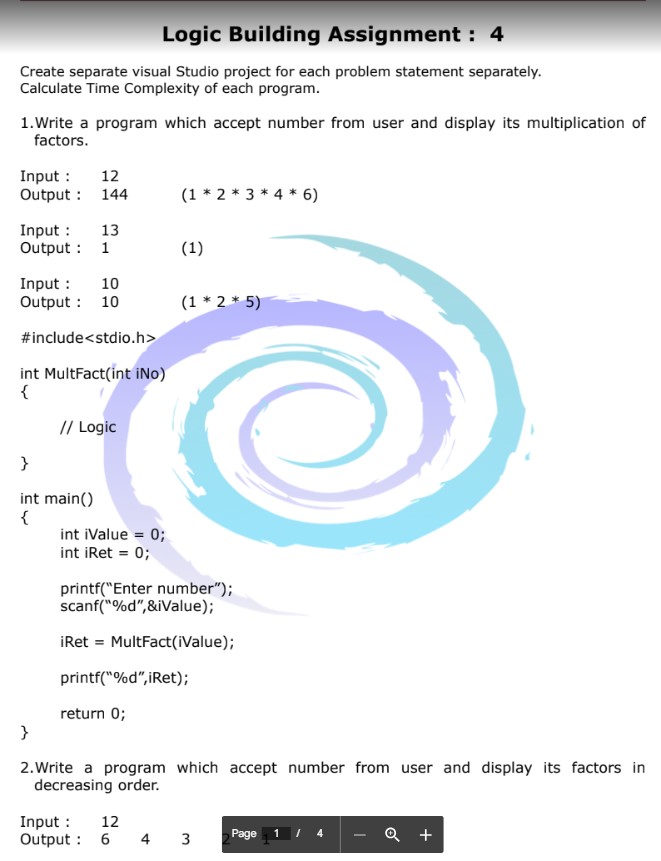 Logic Building Assignment : 4
Create separate visual Studio project for each problem statement separately.
Calculate Time Complexity of each program.
1.Write a program which accept number from user and display its multiplication of
factors.
Input : 12
Output : 144 (1 * 2 * 3 * 4 * 6)
Input : 13
Output : 1 (1)
Input : 10
Output : 10 (1 * 2 * 5)
#include<stdio.h>
int MultFact(int iNo)
{
// Logic
}
int main()
{
int iValue = 0;
int iRet = 0;
printf(“Enter number”);
scanf(“%d”,&iValue);
iRet = MultFact(iValue);
printf(“%d”,iRet);
return 0;
}
2.Write a program which accept number from user and display its factors in
decreasing order.
Input : 12
Output : 6 4 3 2 1
Page 1 / 4